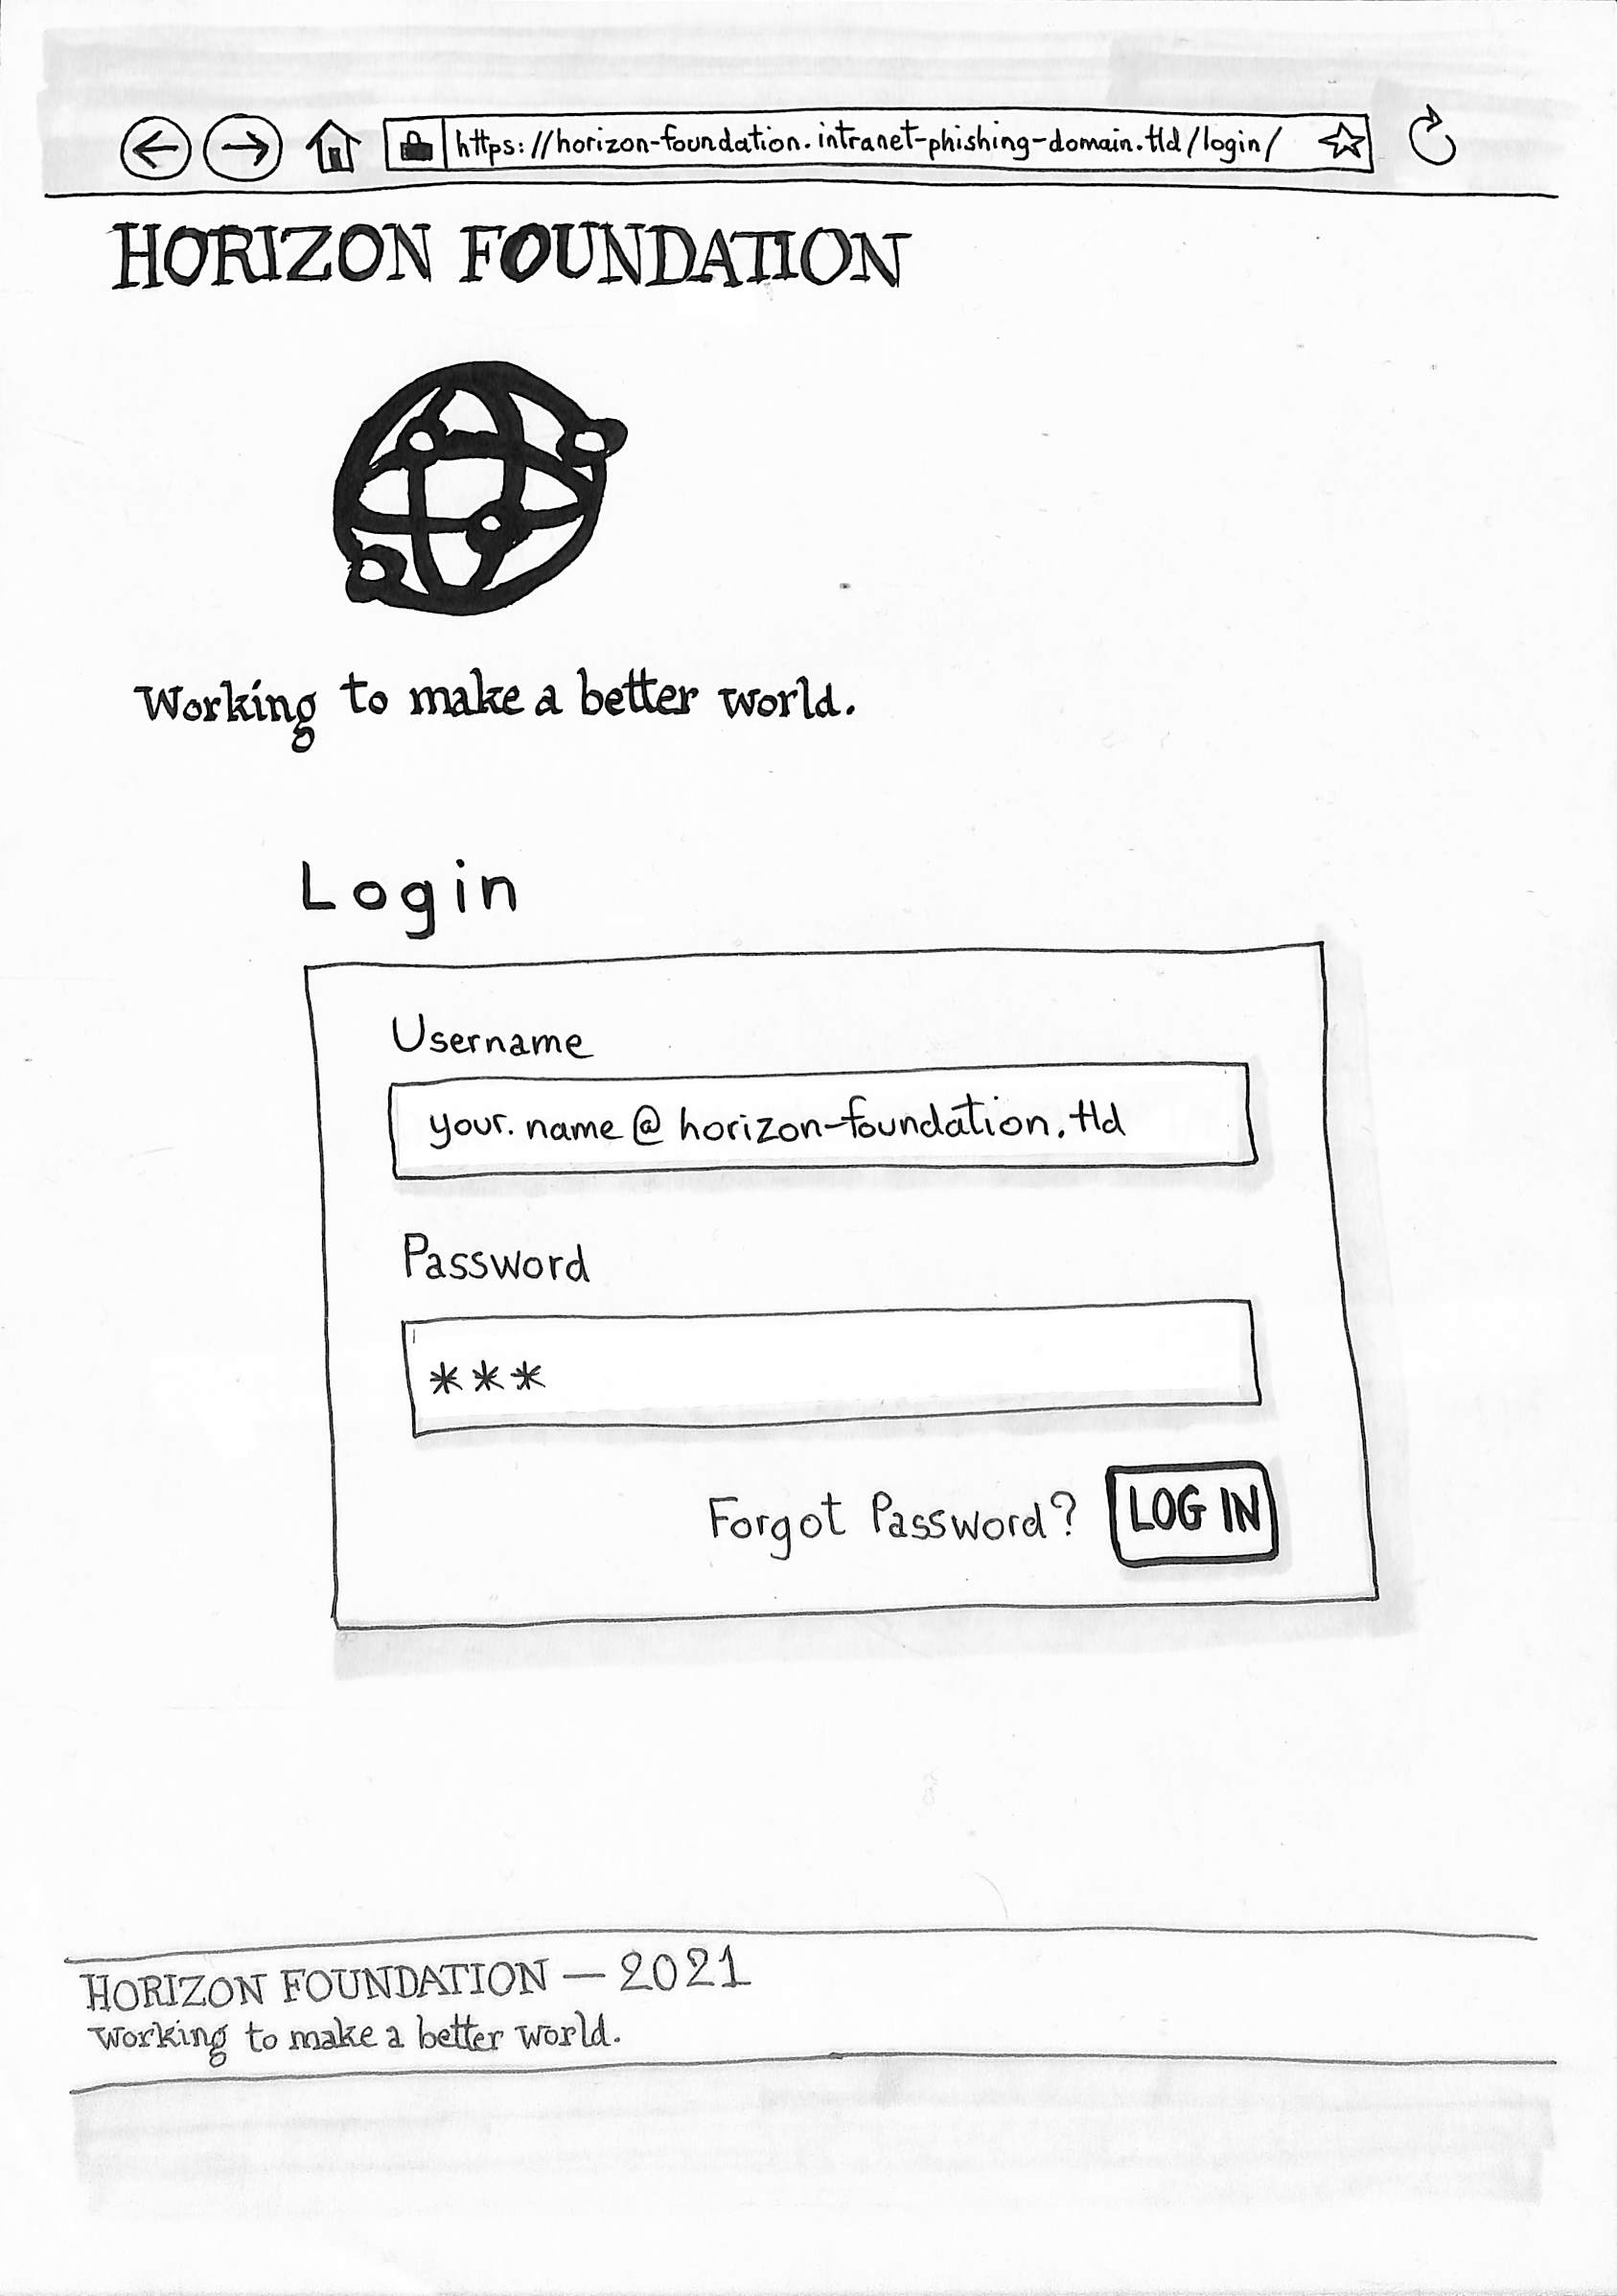 https://horizon-foundation.intranet-phishing-domain.tld/login/
HORIZON FOUNDATION
Working to make a better world.
Login
Username
your.name@horizon-foundation.tld
Password
***
Forgot Password? LOG IN
HORIZON FOUNDATION — 2021
Working to make a better world.